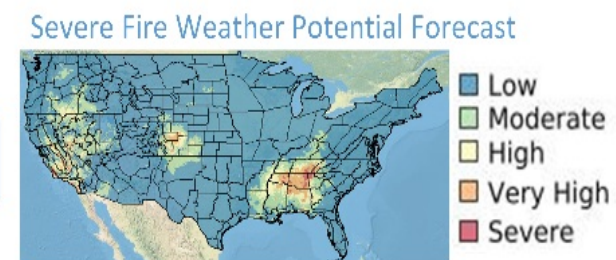 Severe Fire Weather Potential Forecast
Low
Moderate
High
Very High
Severe